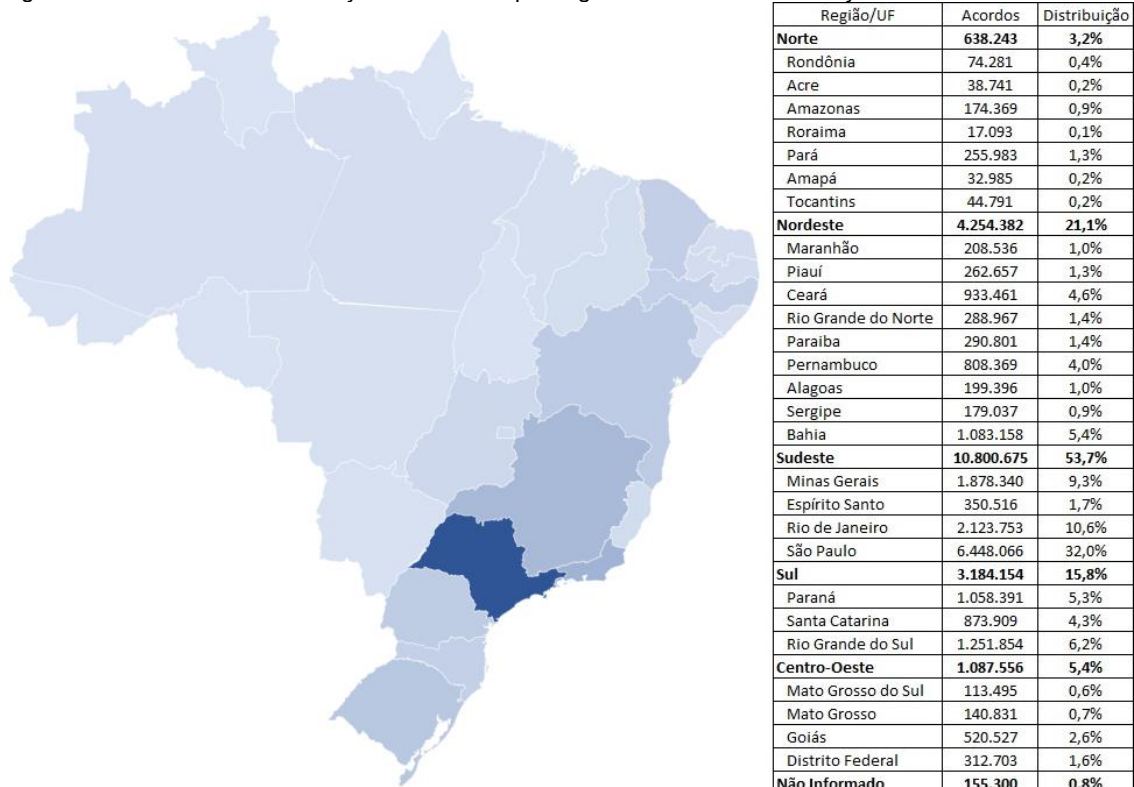 Região/UF Acordos Distribuição
Norte 638.243 3,2%
Rondônia 74.281 0,4%
Acre 38.741 0,2%
Amazonas 174.369 0,9%
Roraima 17.093 0,1%
Pará 255.983 1,3%
Amapá 32.985 0,2%
Tocantins 44.791 0,2%
Nordeste 4.254.382 21,1%
Maranhão 208.536 1,0%
Piauí 262.657 1,3%
Ceará 933.461 4,6%
Rio Grande do Norte 288.967 1,4%
Paraiba 290.801 1,4%
Pernambuco 808.369 4,0%
Alagoas 199.396 1,0%
Sergipe 179.037 0,9%
Bahia 1.083.158 5,4%
Sudeste 10.800.675 53,7%
Minas Gerais 1.878.340 9,3%
Espírito Santo 350.516 1,7%
Rio de Janeiro 2.123.753 10,6%
São Paulo 6.448.066 32,0%
Sul 3.184.154 15,8%
Paraná 1.058.391 5,3%
Santa Catarina 873.909 4,3%
Rio Grande do Sul 1.251.854 6,2%
Centro-Oeste 1.087.556 5,4%
Mato Grosso do Sul 113.495 0,6%
Mato Grosso 140.831 0,7%
Goiás 520.527 2,6%
Distrito Federal 312.703 1,6%
Não Informado 155.300 0,8%